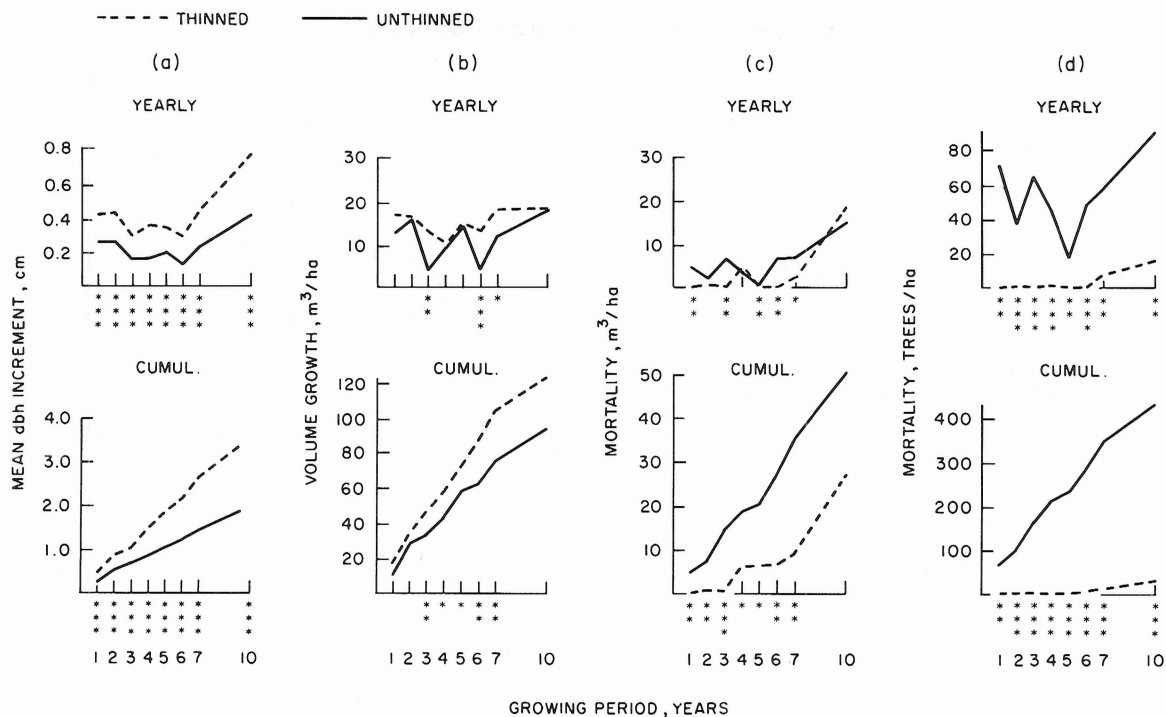 THINNED UNTHINNED
(a) (b) (c) (d)
YEARLY YEARLY YEARLY YEARLY
MEAN dbh INCREMENT, cm
0.8
0.6
0.4
0.2
CUMUL.
4.0
3.0
2.0
1.0
1 2 3 4 5 6 7 10
VOLUME GROWTH, m³/ha
30
20
10
CUMUL.
120
100
80
60
40
20
1 2 3 4 5 6 7 10
MORTALITY, m³/ha
30
20
10
CUMUL.
50
40
30
20
10
1 2 3 4 5 6 7 10
MORTALITY, TREES/ha
80
60
40
20
CUMUL.
400
300
200
100
1 2 3 4 5 6 7 10
GROWING PERIOD, YEARS